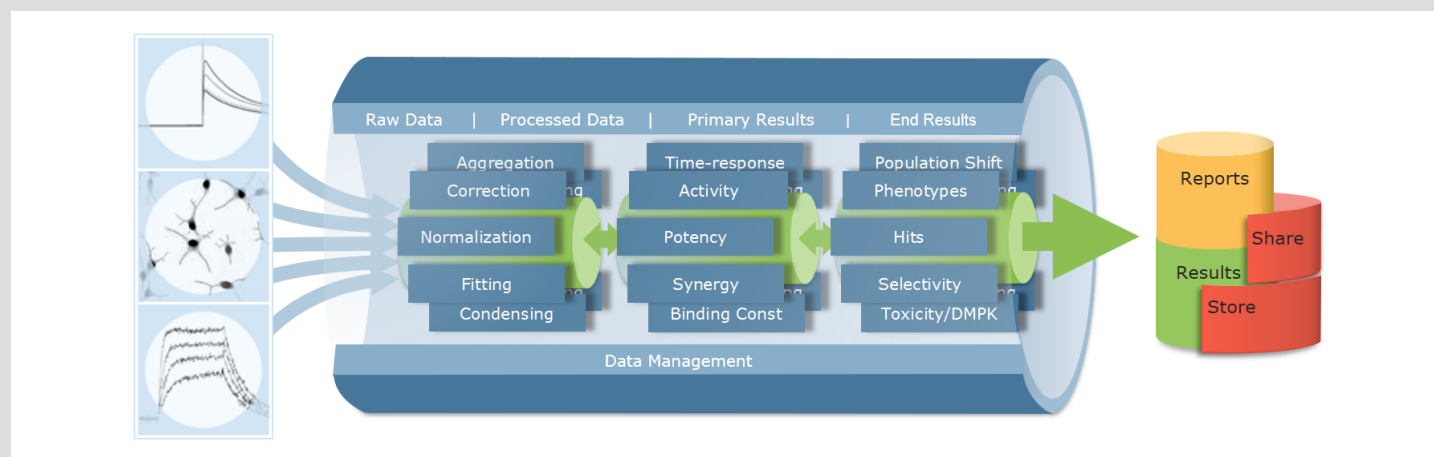 Raw Data | Processed Data | Primary Results | End Results
Aggregation
Correction
Normalization
Fitting
Condensing
Time-response
Activity
Potency
Synergy
Binding Const
Population Shift
Phenotypes
Hits
Selectivity
Toxicity/DMPK
Data Management
Reports
Share
Results
Store